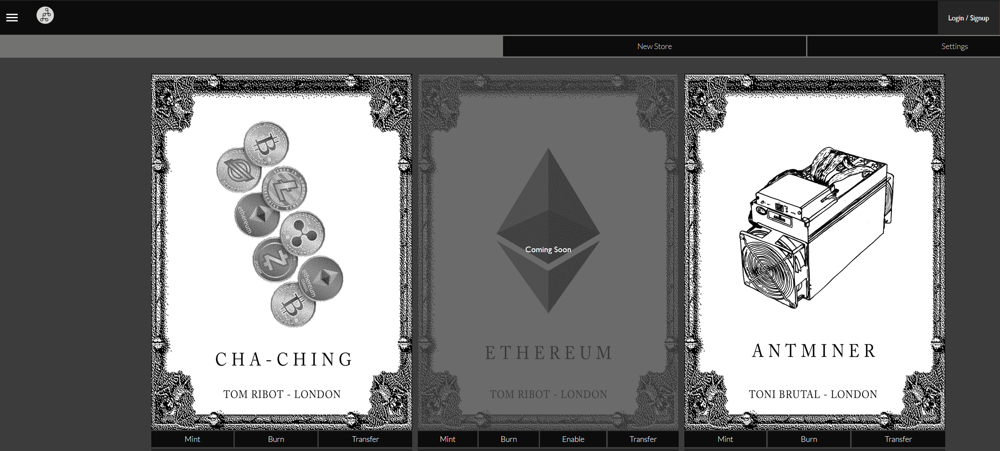 Login / Signup
New Store
Settings
ethereum
ZCASH
ethereum
classic
CHA-CHING
TOM RIBOT - LONDON
Mint
Burn
Transfer
Coming Soon
ETHEREUM
TOM RIBOT - LONDON
Mint
Burn
Enable
Transfer
ANTMINER
TONI BRUTAL - LONDON
Mint
Burn
Transfer